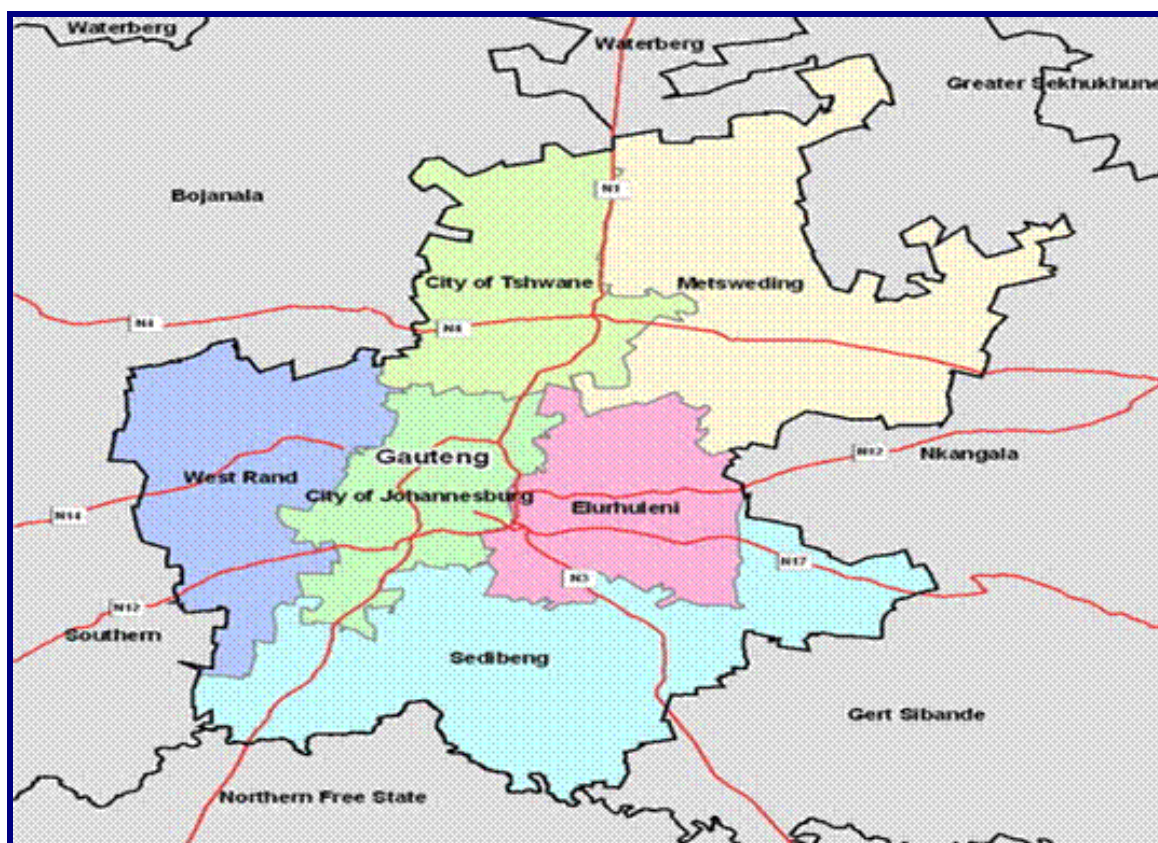 Waterberg
Waterberg
Greater Sekhukhune
Bojanala
N1
City of Tshwane
Metsweding
N4
N4
Gauteng
N12
Nkangala
West Rand
City of Johannesburg
Elurhuleni
N14
N17
N3
N12
Southern
Sedibeng
Gert Sibande
Northern Free State